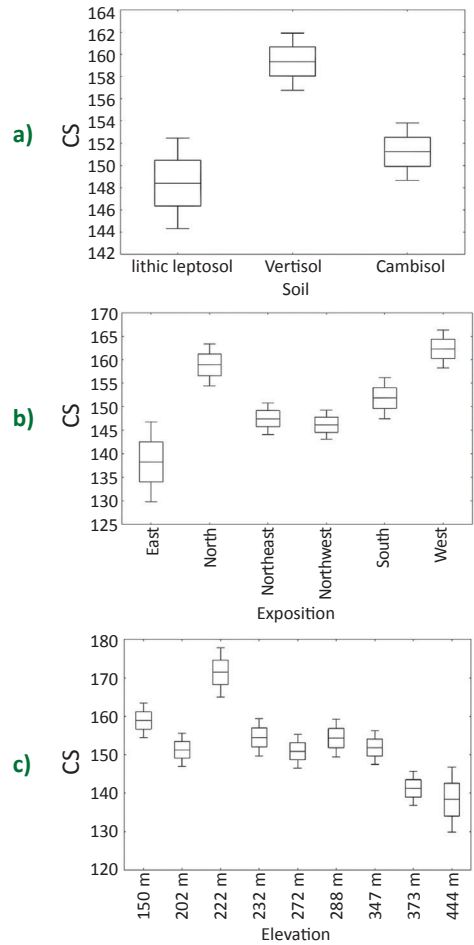 a)
CS
164
162
160
158
156
154
152
150
148
146
144
142
lithic leptosol Vertisol Cambisol
Soil
b)
CS
170
165
160
155
150
145
140
135
130
125
East North Northeast Northwest South West
Exposition
c)
CS
180
170
160
150
140
130
120
150 m 202 m 222 m 232 m 272 m 288 m 347 m 373 m 444 m
Elevation